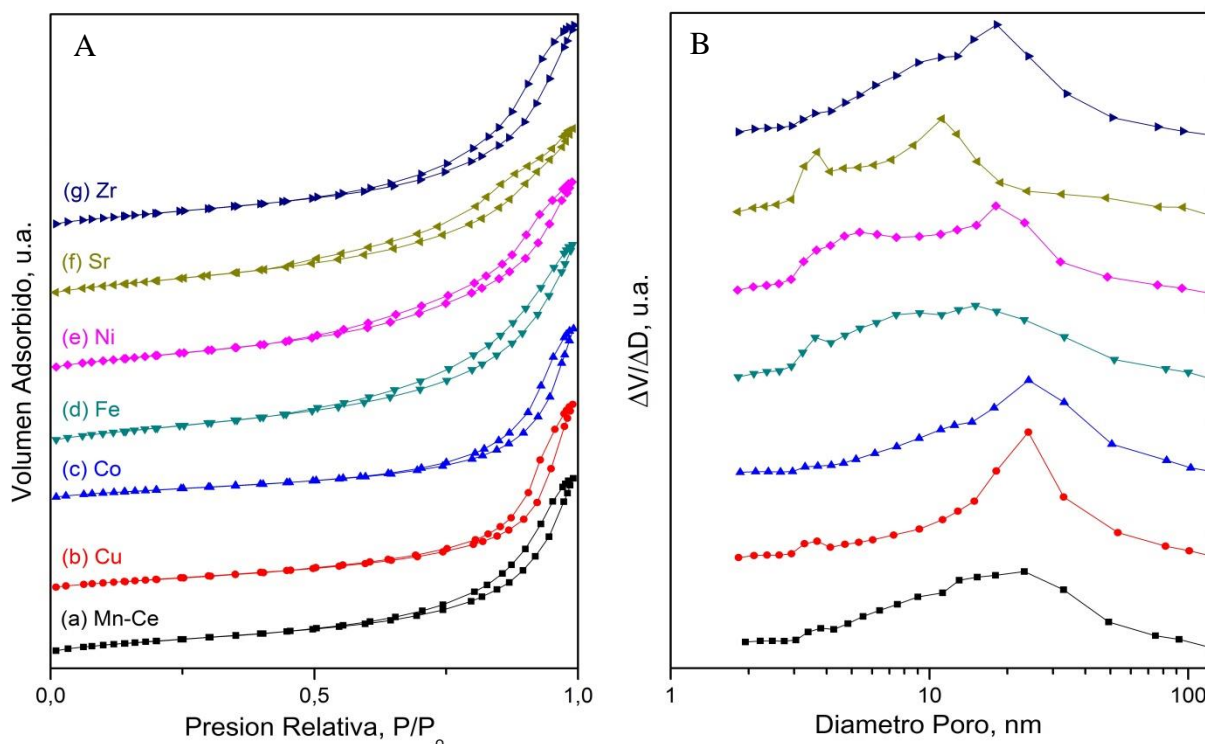 A
(g) Zr
(f) Sr
(e) Ni
(d) Fe
(c) Co
(b) Cu
(a) Mn-Ce
Volumen Adsorbido, u.a.
0,0
0,5
1,0
Presion Relativa, P/P₀
B
ΔV/ΔD, u.a.
1
10
100
Diametro Poro, nm